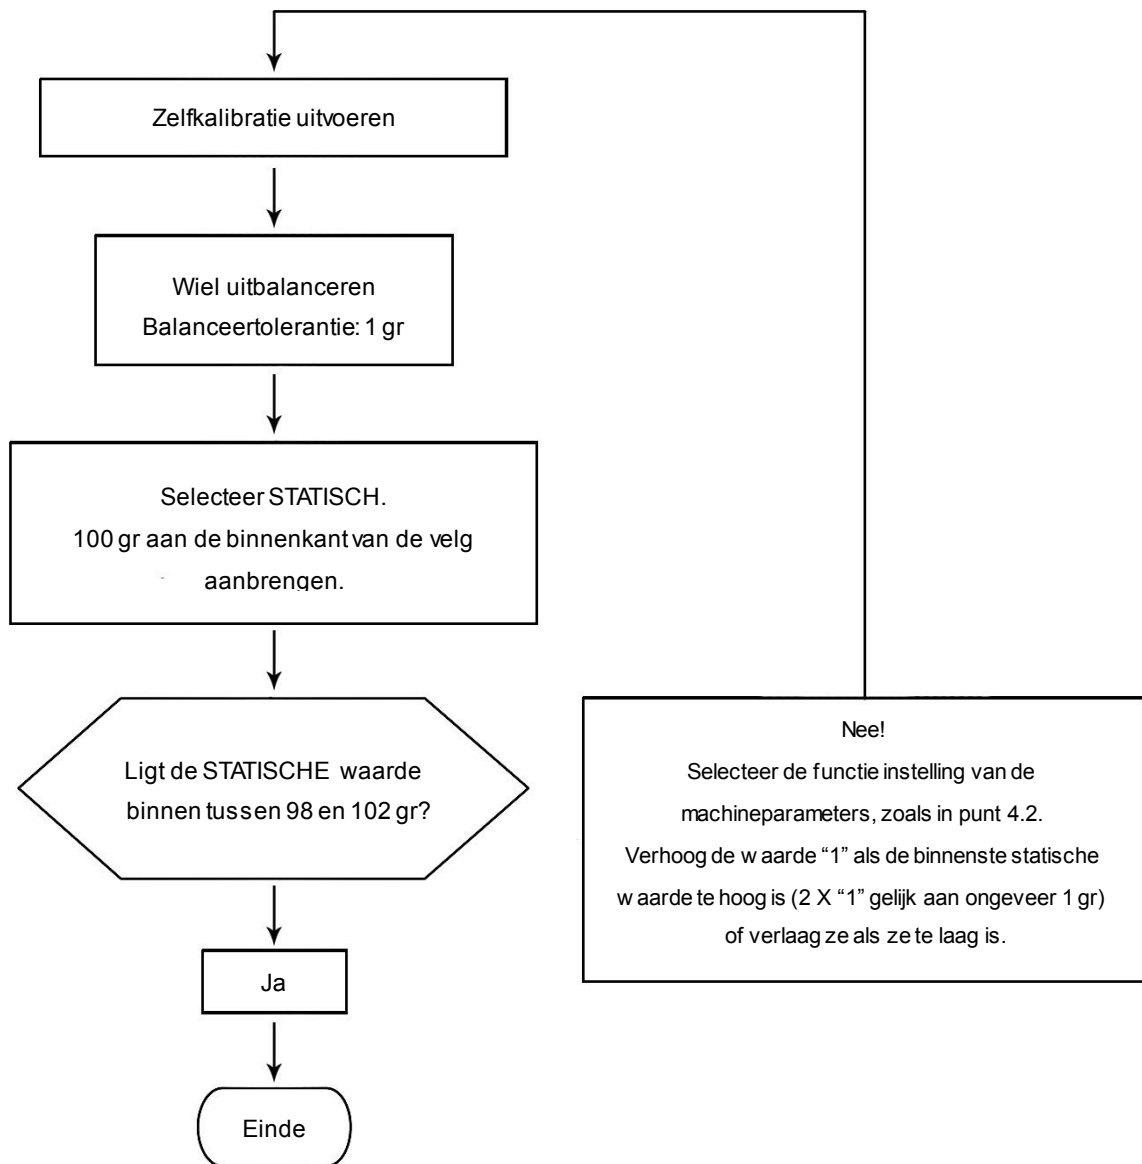 Zelfkalibratie uitvoeren
Wiel uitbalanceren
Balanceertolerantie: 1 gr
Selecteer STATISCH.
100 gr aan de binnenkant van de velg
aanbrengen.
Ligt de STATISCHE waarde
binnen tussen 98 en 102 gr?
Ja
Einde
Nee!
Selecteer de functie instelling van de
machineparameters, zoals in punt 4.2.
Verhoog de waarde “1” als de binnenste statische
waarde te hoog is (2 X “1” gelijk aan ongeveer 1 gr)
of verlaag ze als ze te laag is.